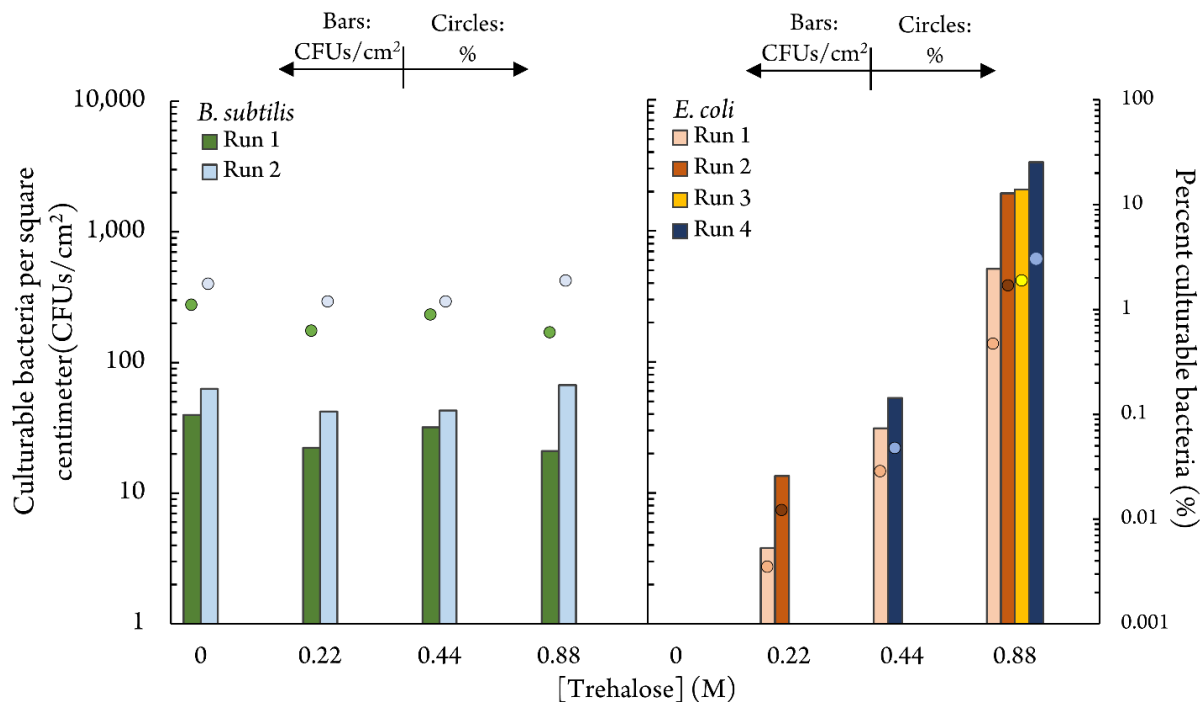 Bars:
CFUs/cm²
Circles:
%
Bars:
CFUs/cm²
Circles:
%
Culturable bacteria per square
centimeter(CFUs/cm²)
10,000
1,000
100
10
1
B. subtilis
Run 1
Run 2
E. coli
Run 1
Run 2
Run 3
Run 4
100
10
1
0.1
0.01
0.001
Percent culturable
bacteria (%)
0
0.22
0.44
0.88
0
0.22
0.44
0.88
[Trehalose] (M)